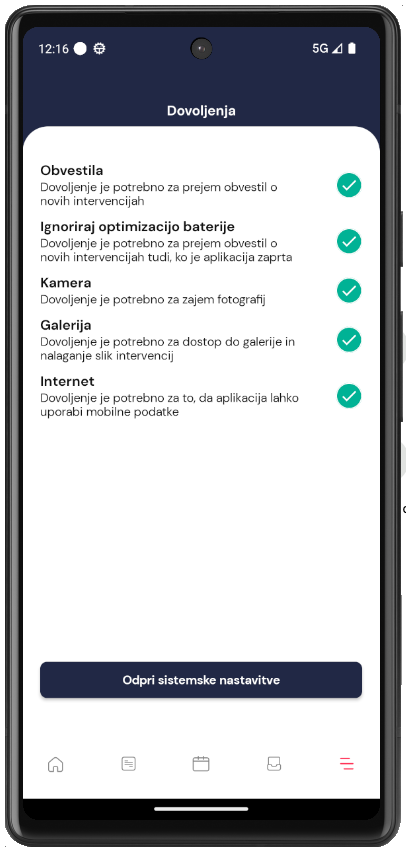 12:16
5G
Dovoljenja
Obvestila
Dovoljenje je potrebno za prejem obvestil o
novih intervencijah
Ignoriraj optimizacijo baterije
Dovoljenje je potrebno za prejem obvestil o
novih intervencijah tudi, ko je aplikacija zaprta
Kamera
Dovoljenje je potrebno za zajem fotografij
Galerija
Dovoljenje je potrebno za dostop do galerije in
nalaganje slik intervencij
Internet
Dovoljenje je potrebno za to, da aplikacija lahko
uporabi mobilne podatke
Odpri sistemske nastavitve